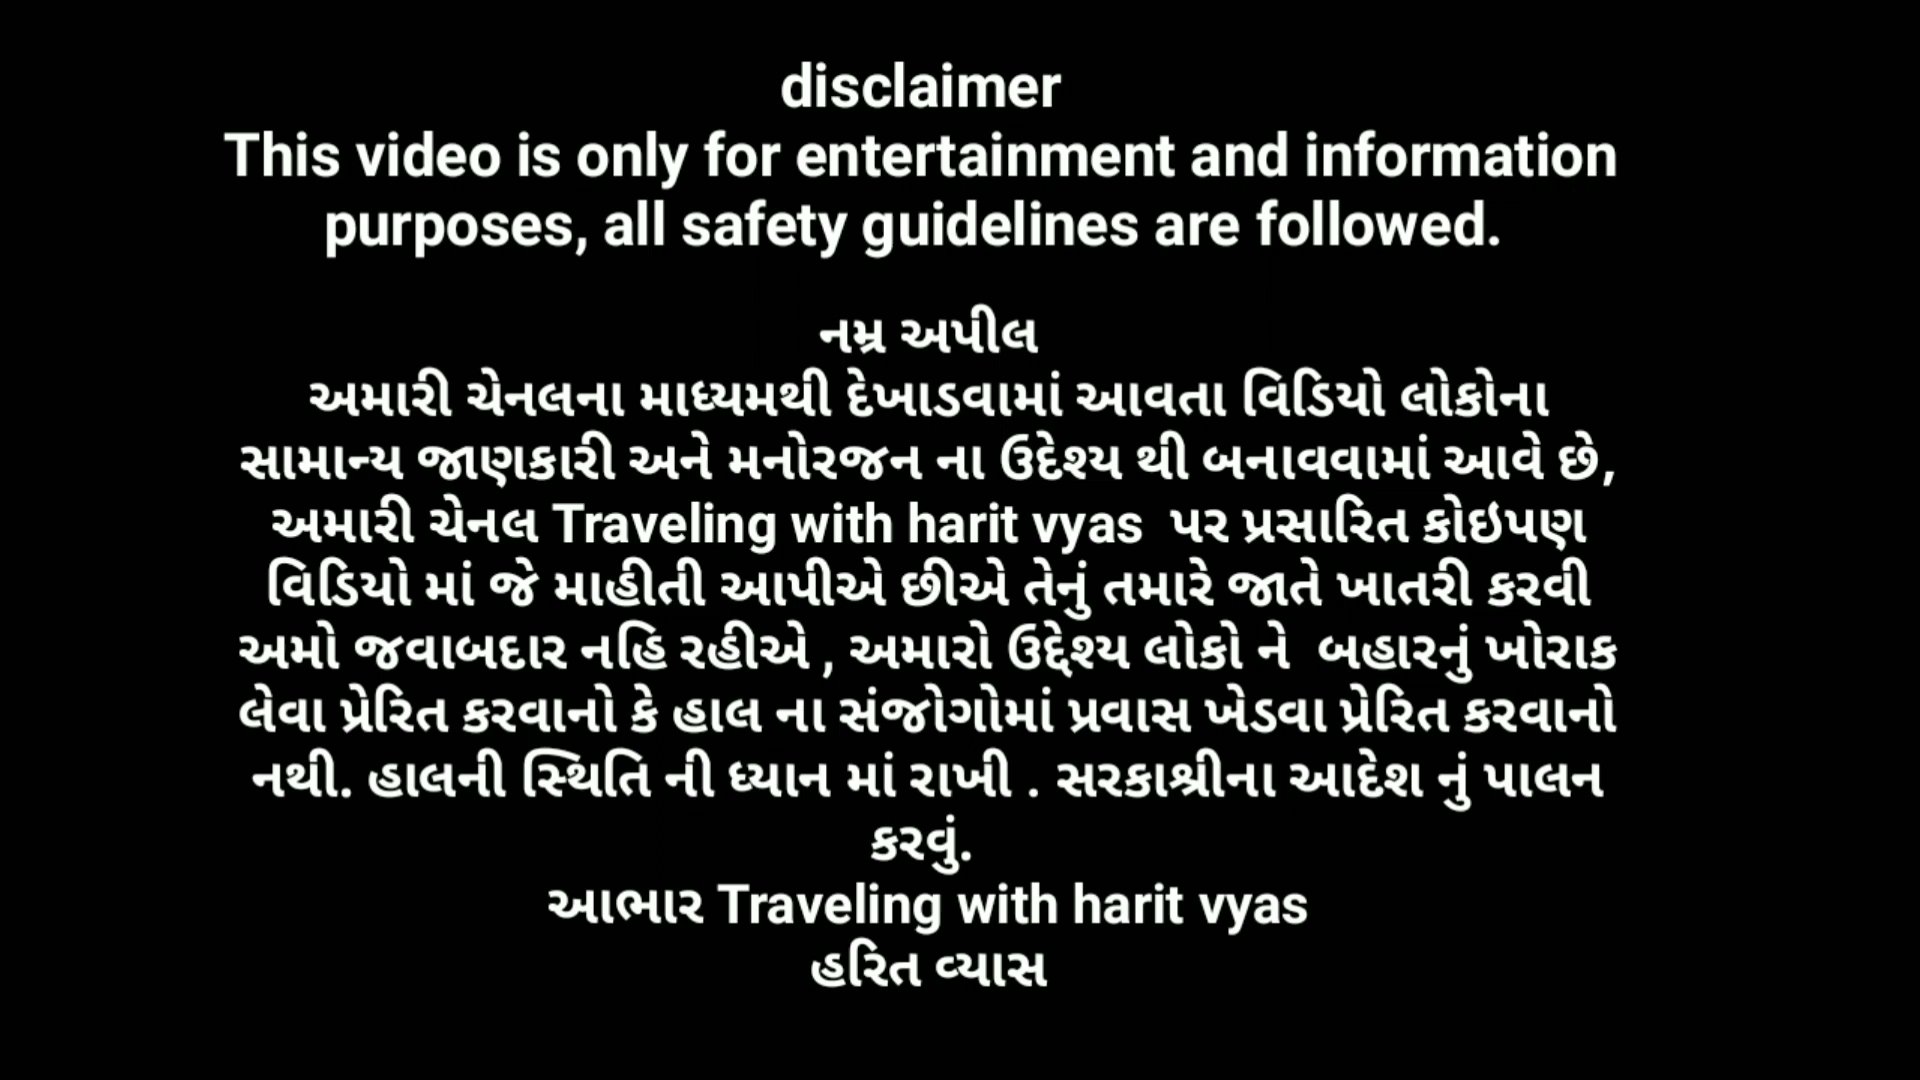 disclaimer
This video is only for entertainment and information
purposes, all safety guidelines are followed.
નમ્ર અપીલ
અમારી ચેનલના માધ્યમથી દેખાડવામાં આવતા વિડિયો લોકોના
સામાન્ય જાણકારી અને મનોરજન ના ઉદેશ્ય થી બનાવવામાં આવે છે,
અમારી ચેનલ Traveling with harit vyas પર પ્રસારિત કોઇપણ
વિડિયો માં જે માહીતી આપીએ છીએ તેનું તમારે જાતે ખાતરી કરવી
અમો જવાબદાર નહિ રહીએ , અમારો ઉદ્દેશ્ય લોકો ને બહારનું ખોરાક
લેવા પ્રેરિત કરવાનો કે હાલ ના સંજોગોમાં પ્રવાસ ખેડવા પ્રેરિત કરવાનો
નથી. હાલની સ્થિતિ ની ધ્યાન માં રાખી . સરકાશ્રીના આદેશ નું પાલન
કરવું.
આભાર Traveling with harit vyas
હરિત વ્યાસ